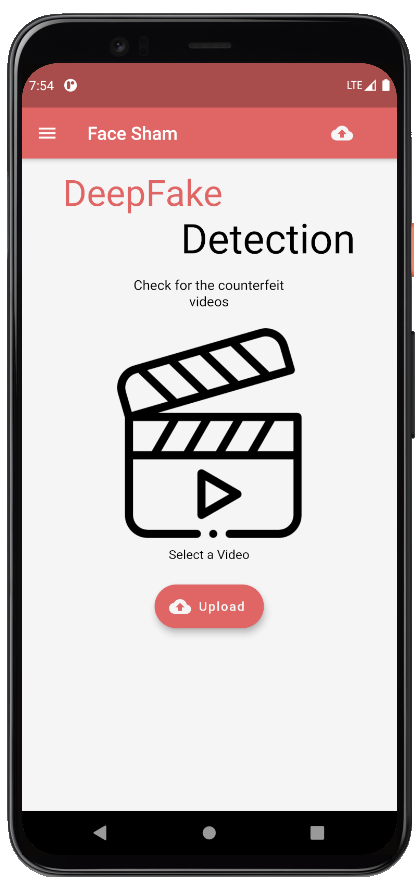 7:54
LTE
Face Sham
DeepFake
Detection
Check for the counterfeit
videos
Select a Video
Upload